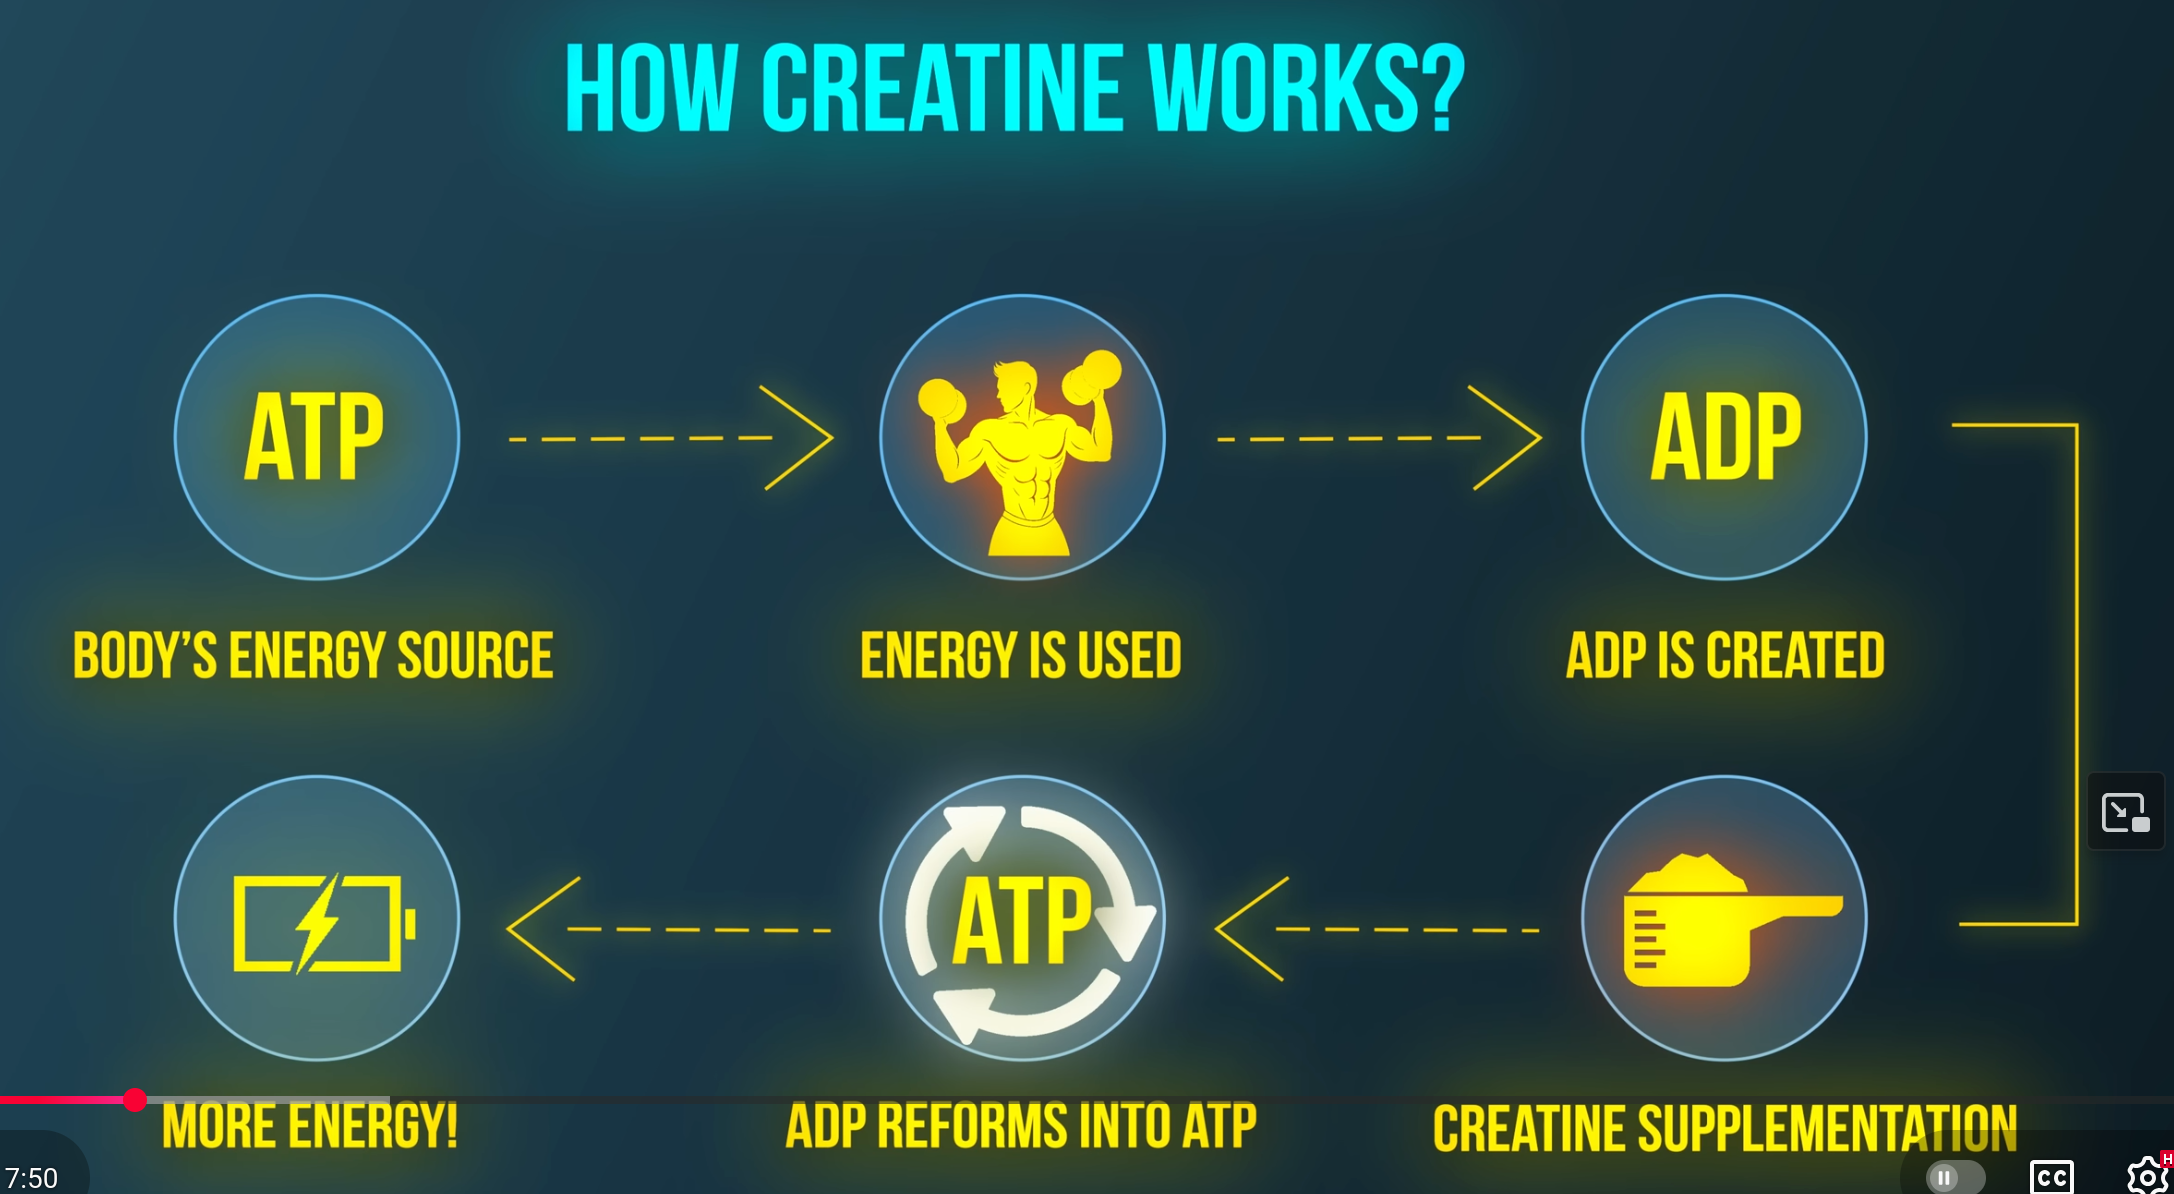 HOW CREATINE WORKS?
ATP
ADP
BODY'S ENERGY SOURCE
ENERGY IS USED
ADP IS CREATED
ATP
MORE ENERGY!
ADP REFORMS INTO ATP
CREATINE SUPPLEMENTATION
7:50
CC
H